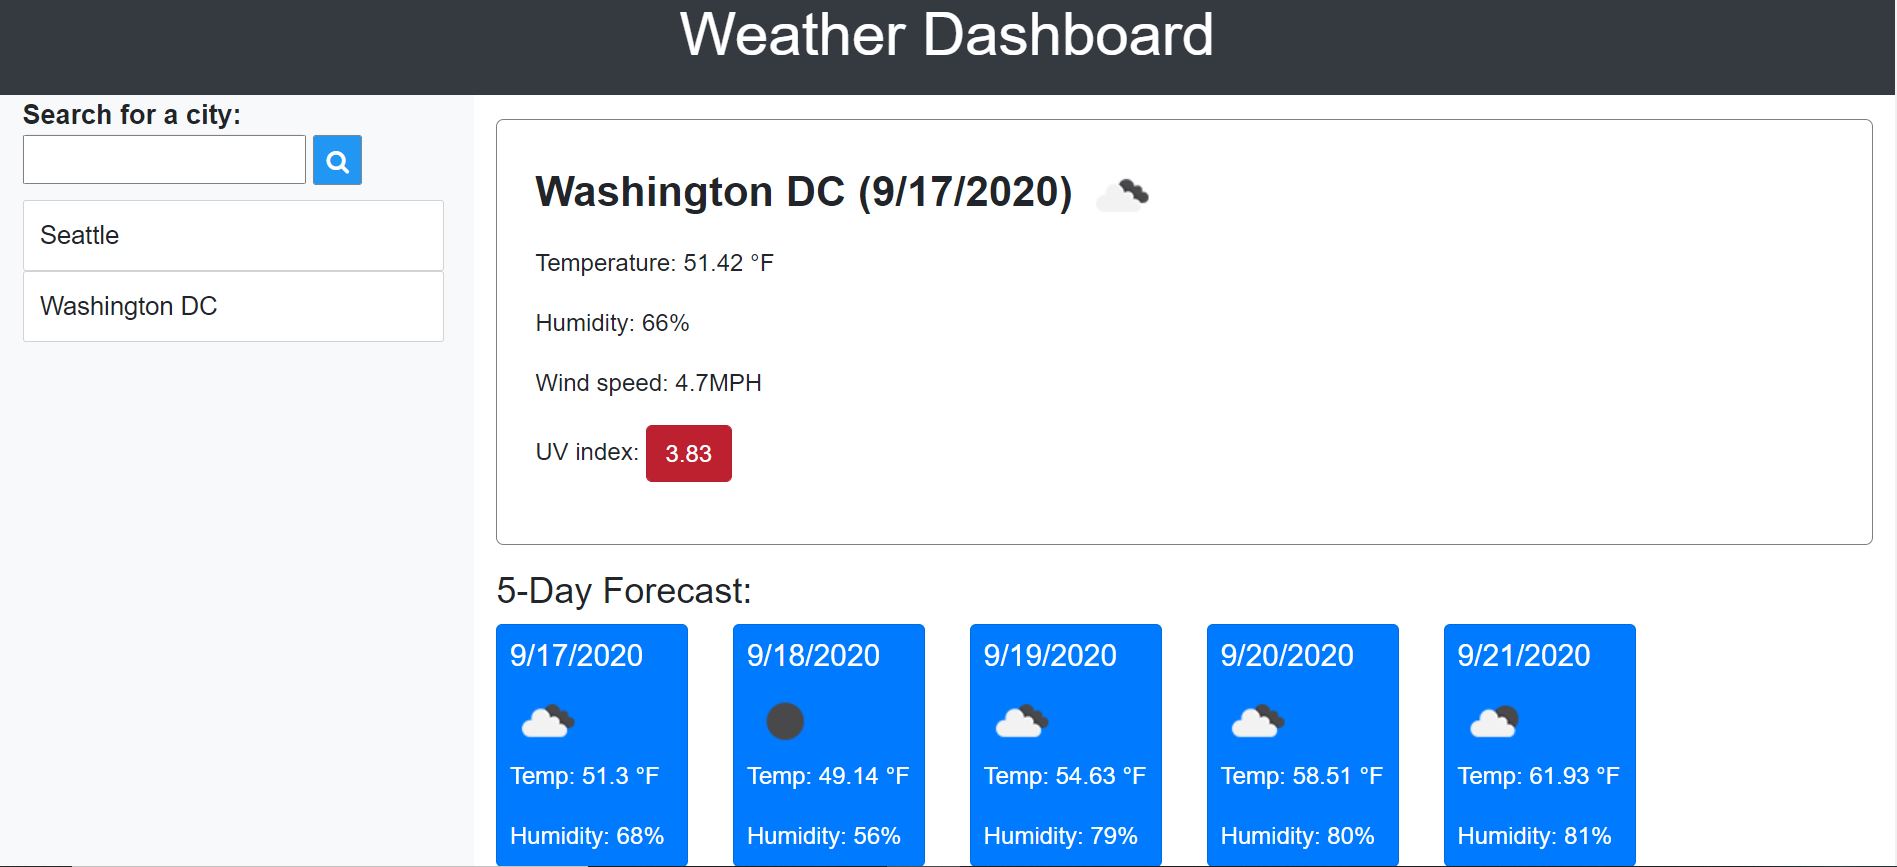 Weather Dashboard
Search for a city:
Seattle
Washington DC
Washington DC (9/17/2020)
Temperature: 51.42 °F
Humidity: 66%
Wind speed: 4.7MPH
UV index: 3.83
5-Day Forecast:
9/17/2020
Temp: 51.3 °F
Humidity: 68%
9/18/2020
Temp: 49.14 °F
Humidity: 56%
9/19/2020
Temp: 54.63 °F
Humidity: 79%
9/20/2020
Temp: 58.51 °F
Humidity: 80%
9/21/2020
Temp: 61.93 °F
Humidity: 81%